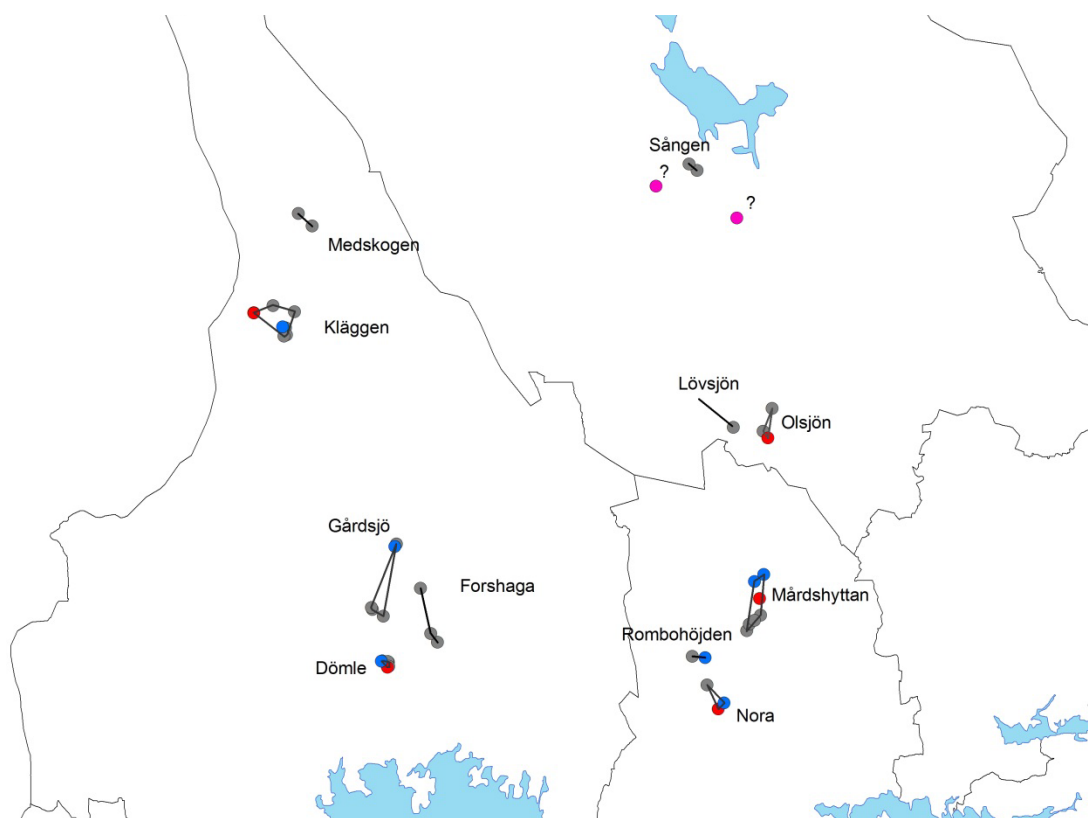 Sången
?
?
Medskogen
Kläggen
Lövsjön
Olsjön
Gårdsjö
Forshaga
Mårdshyttan
Rombohöjden
Dömle
Nora